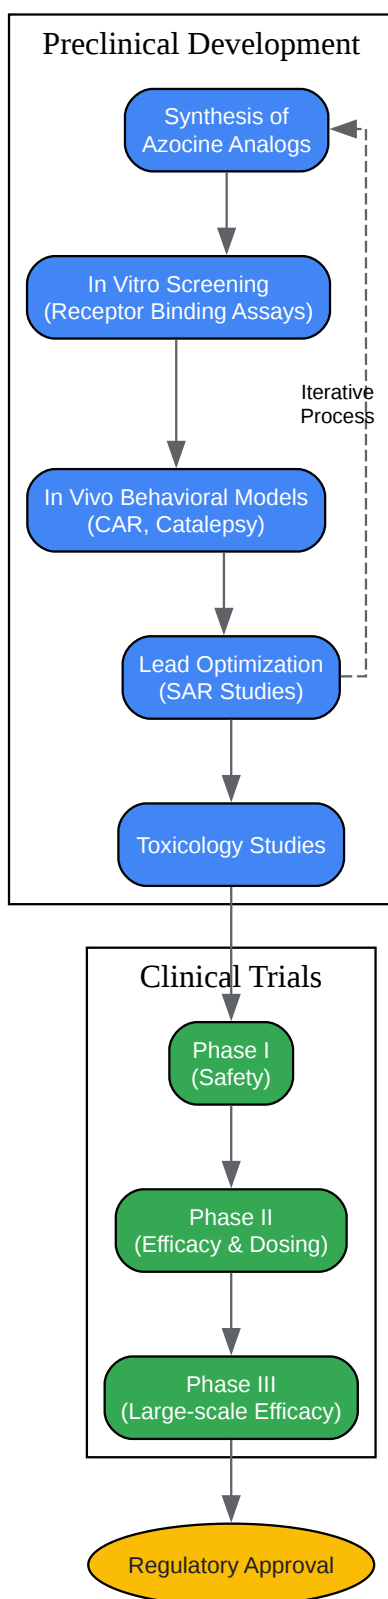 Preclinical Development
Synthesis of
Azocine Analogs
In Vitro Screening
(Receptor Binding Assays)
Iterative
Process
In Vivo Behavioral Models
(CAR, Catalepsy)
Lead Optimization
(SAR Studies)
Toxicology Studies
Clinical Trials
Phase I
(Safety)
Phase II
(Efficacy & Dosing)
Phase III
(Large-scale Efficacy)
Regulatory Approval